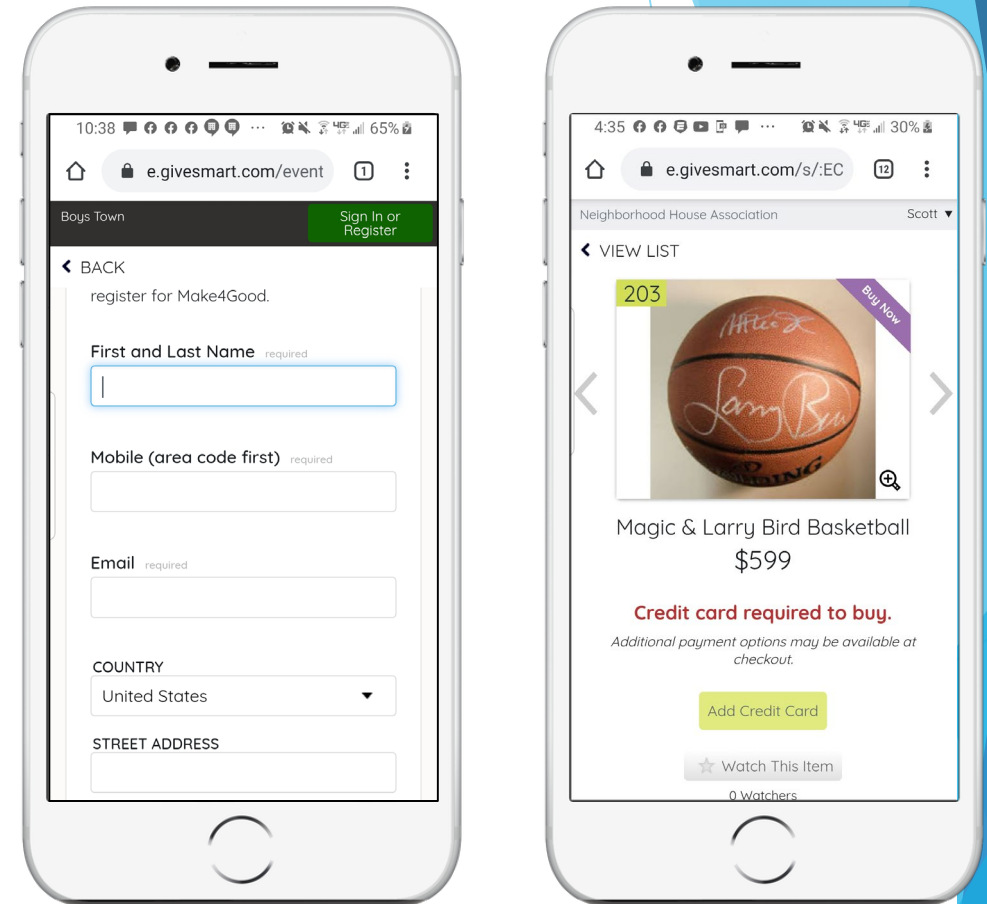 10:38
65%
e.givesmart.com/event
1
Boys Town
Sign In or
Register
BACK
register for Make4Good.
First and Last Name required
Mobile (area code first) required
Email required
COUNTRY
United States
STREET ADDRESS
4:35
30%
e.givesmart.com/s/:EC
12
Neighborhood House Association
Scott
VIEW LIST
203
Buy Now
Larry Bird
Magic & Larry Bird Basketball
$599
Credit card required to buy.
Additional payment options may be available at
checkout.
Add Credit Card
Watch This Item
0 Watchers